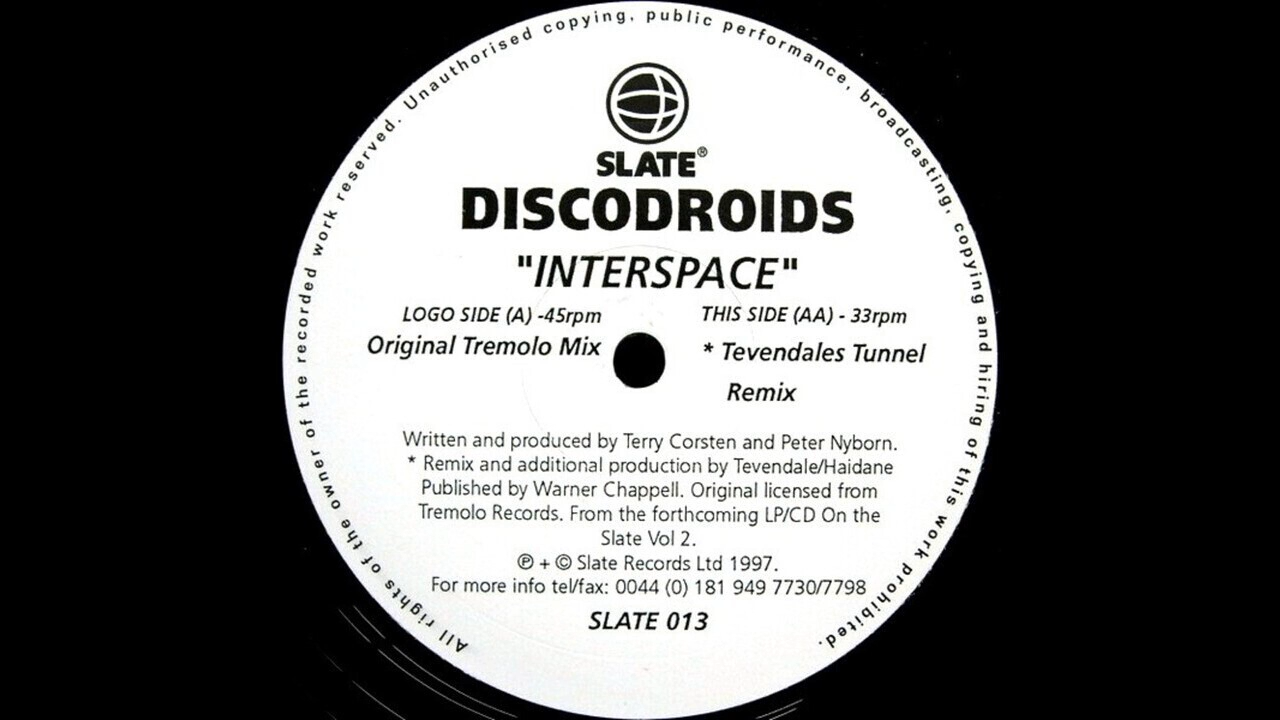 All rights of the owner of the recorded work reserved. Unauthorised copying, public performance, broadcasting, copying and hiring of this work prohibited.
SLATE®
DISCODROIDS
"INTERSPACE"
LOGO SIDE (A) -45rpm
Original Tremolo Mix
THIS SIDE (AA) - 33rpm
* Tevendales Tunnel
Remix
Written and produced by Terry Corsten and Peter Nyborn.
* Remix and additional production by Tevendale/Haidane
Published by Warner Chappell. Original licensed from
Tremolo Records. From the forthcoming LP/CD On the
Slate Vol 2.
℗ + © Slate Records Ltd 1997.
For more info tel/fax: 0044 (0) 181 949 7730/7798
SLATE 013